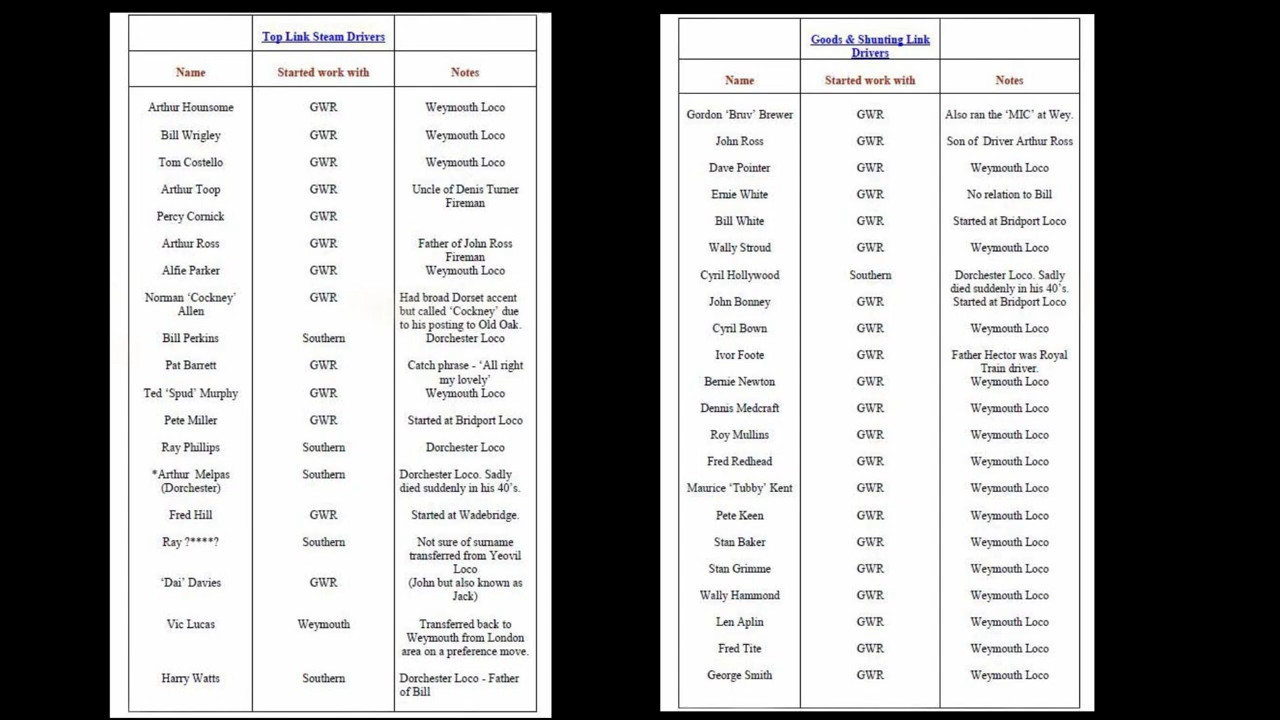 Top Link Steam Drivers
Name Started work with Notes
Arthur Hounsome GWR Weymouth Loco
Bill Wrigley GWR Weymouth Loco
Tom Costello GWR Weymouth Loco
Arthur Toop GWR Uncle of Denis Turner
Fireman
Percy Cornick GWR
Arthur Ross GWR Father of John Ross
Fireman
Alfie Parker GWR Weymouth Loco
Norman ‘Cockney’ GWR Had broad Dorset accent
Allen but called ‘Cockney’ due
to his posting to Old Oak.
Bill Perkins Southern Dorchester Loco
Pat Barrett GWR Catch phrase - ‘All right
my lovely’
Ted ‘Spud’ Murphy GWR Weymouth Loco
Pete Miller GWR Started at Bridport Loco
Ray Phillips Southern Dorchester Loco
*Arthur Melpas Southern Dorchester Loco. Sadly
(Dorchester) died suddenly in his 40’s.
Fred Hill GWR Started at Wadebridge.
Ray ?****? Southern Not sure of surname
transferred from Yeovil
Loco
‘Dai’ Davies GWR (John but also known as
Jack)
Vic Lucas Weymouth Transferred back to
Weymouth from London
area on a preference move.
Harry Watts Southern Dorchester Loco - Father
of Bill
Goods & Shunting Link
Drivers
Name Started work with Notes
Gordon ‘Bruv’ Brewer GWR Also ran the ‘MIC’ at Wey.
John Ross GWR Son of Driver Arthur Ross
Dave Pointer GWR Weymouth Loco
Ernie White GWR No relation to Bill
Bill White GWR Started at Bridport Loco
Wally Stroud GWR Weymouth Loco
Cyril Hollywood Southern Dorchester Loco. Sadly
died suddenly in his 40’s.
John Bonney GWR Started at Bridport Loco
Cyril Bown GWR Weymouth Loco
Ivor Foote GWR Father Hector was Royal
Train driver.
Bernie Newton GWR Weymouth Loco
Dennis Medcraft GWR Weymouth Loco
Roy Mullins GWR Weymouth Loco
Fred Redhead GWR Weymouth Loco
Maurice ‘Tubby’ Kent GWR Weymouth Loco
Pete Keen GWR Weymouth Loco
Stan Baker GWR Weymouth Loco
Stan Grimme GWR Weymouth Loco
Wally Hammond GWR Weymouth Loco
Len Aplin GWR Weymouth Loco
Fred Tite GWR Weymouth Loco
George Smith GWR Weymouth Loco